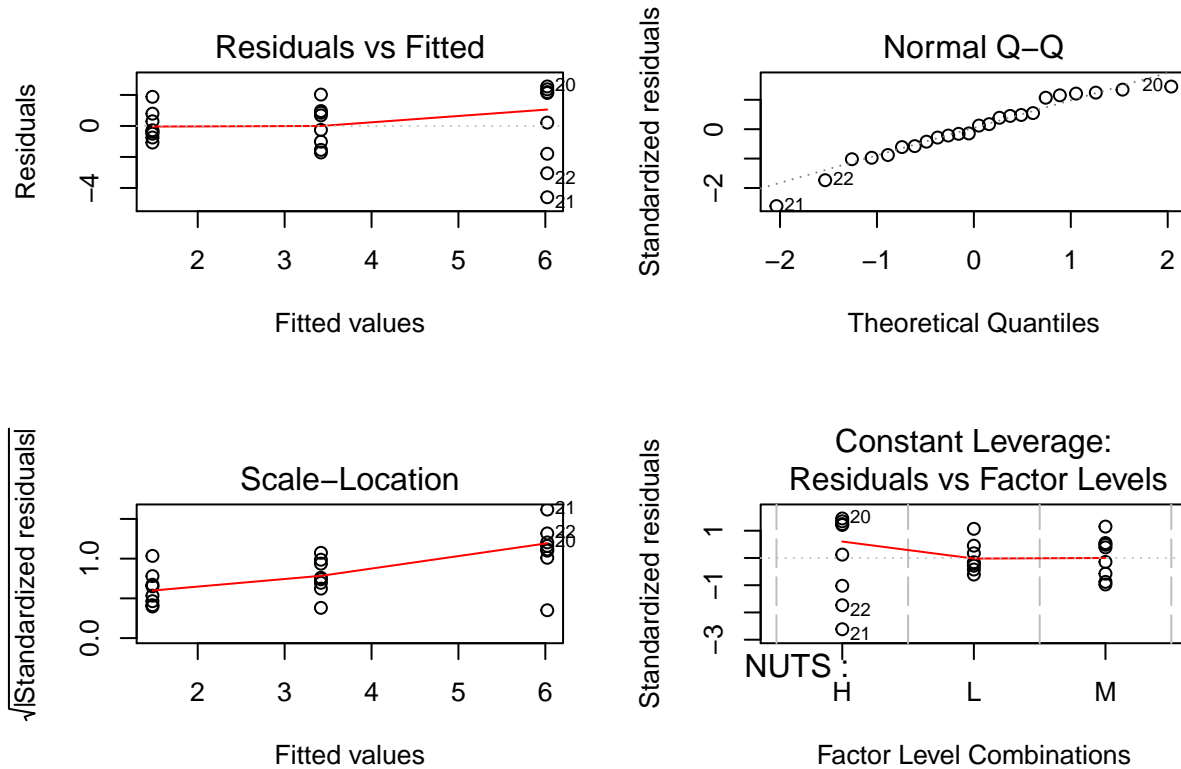 Residuals vs Fitted
Residuals
0
−4
20
22
21
2 3 4 5 6
Fitted values
Normal Q−Q
Standardized residuals
0
−2
20
22
21
−2 −1 0 1 2
Theoretical Quantiles
Scale−Location
√|Standardized residuals|
1.0
0.0
21
22
20
2 3 4 5 6
Fitted values
Constant Leverage:
Residuals vs Factor Levels
Standardized residuals
1
−1
−3
20
22
21
NUTS :
H L M
Factor Level Combinations